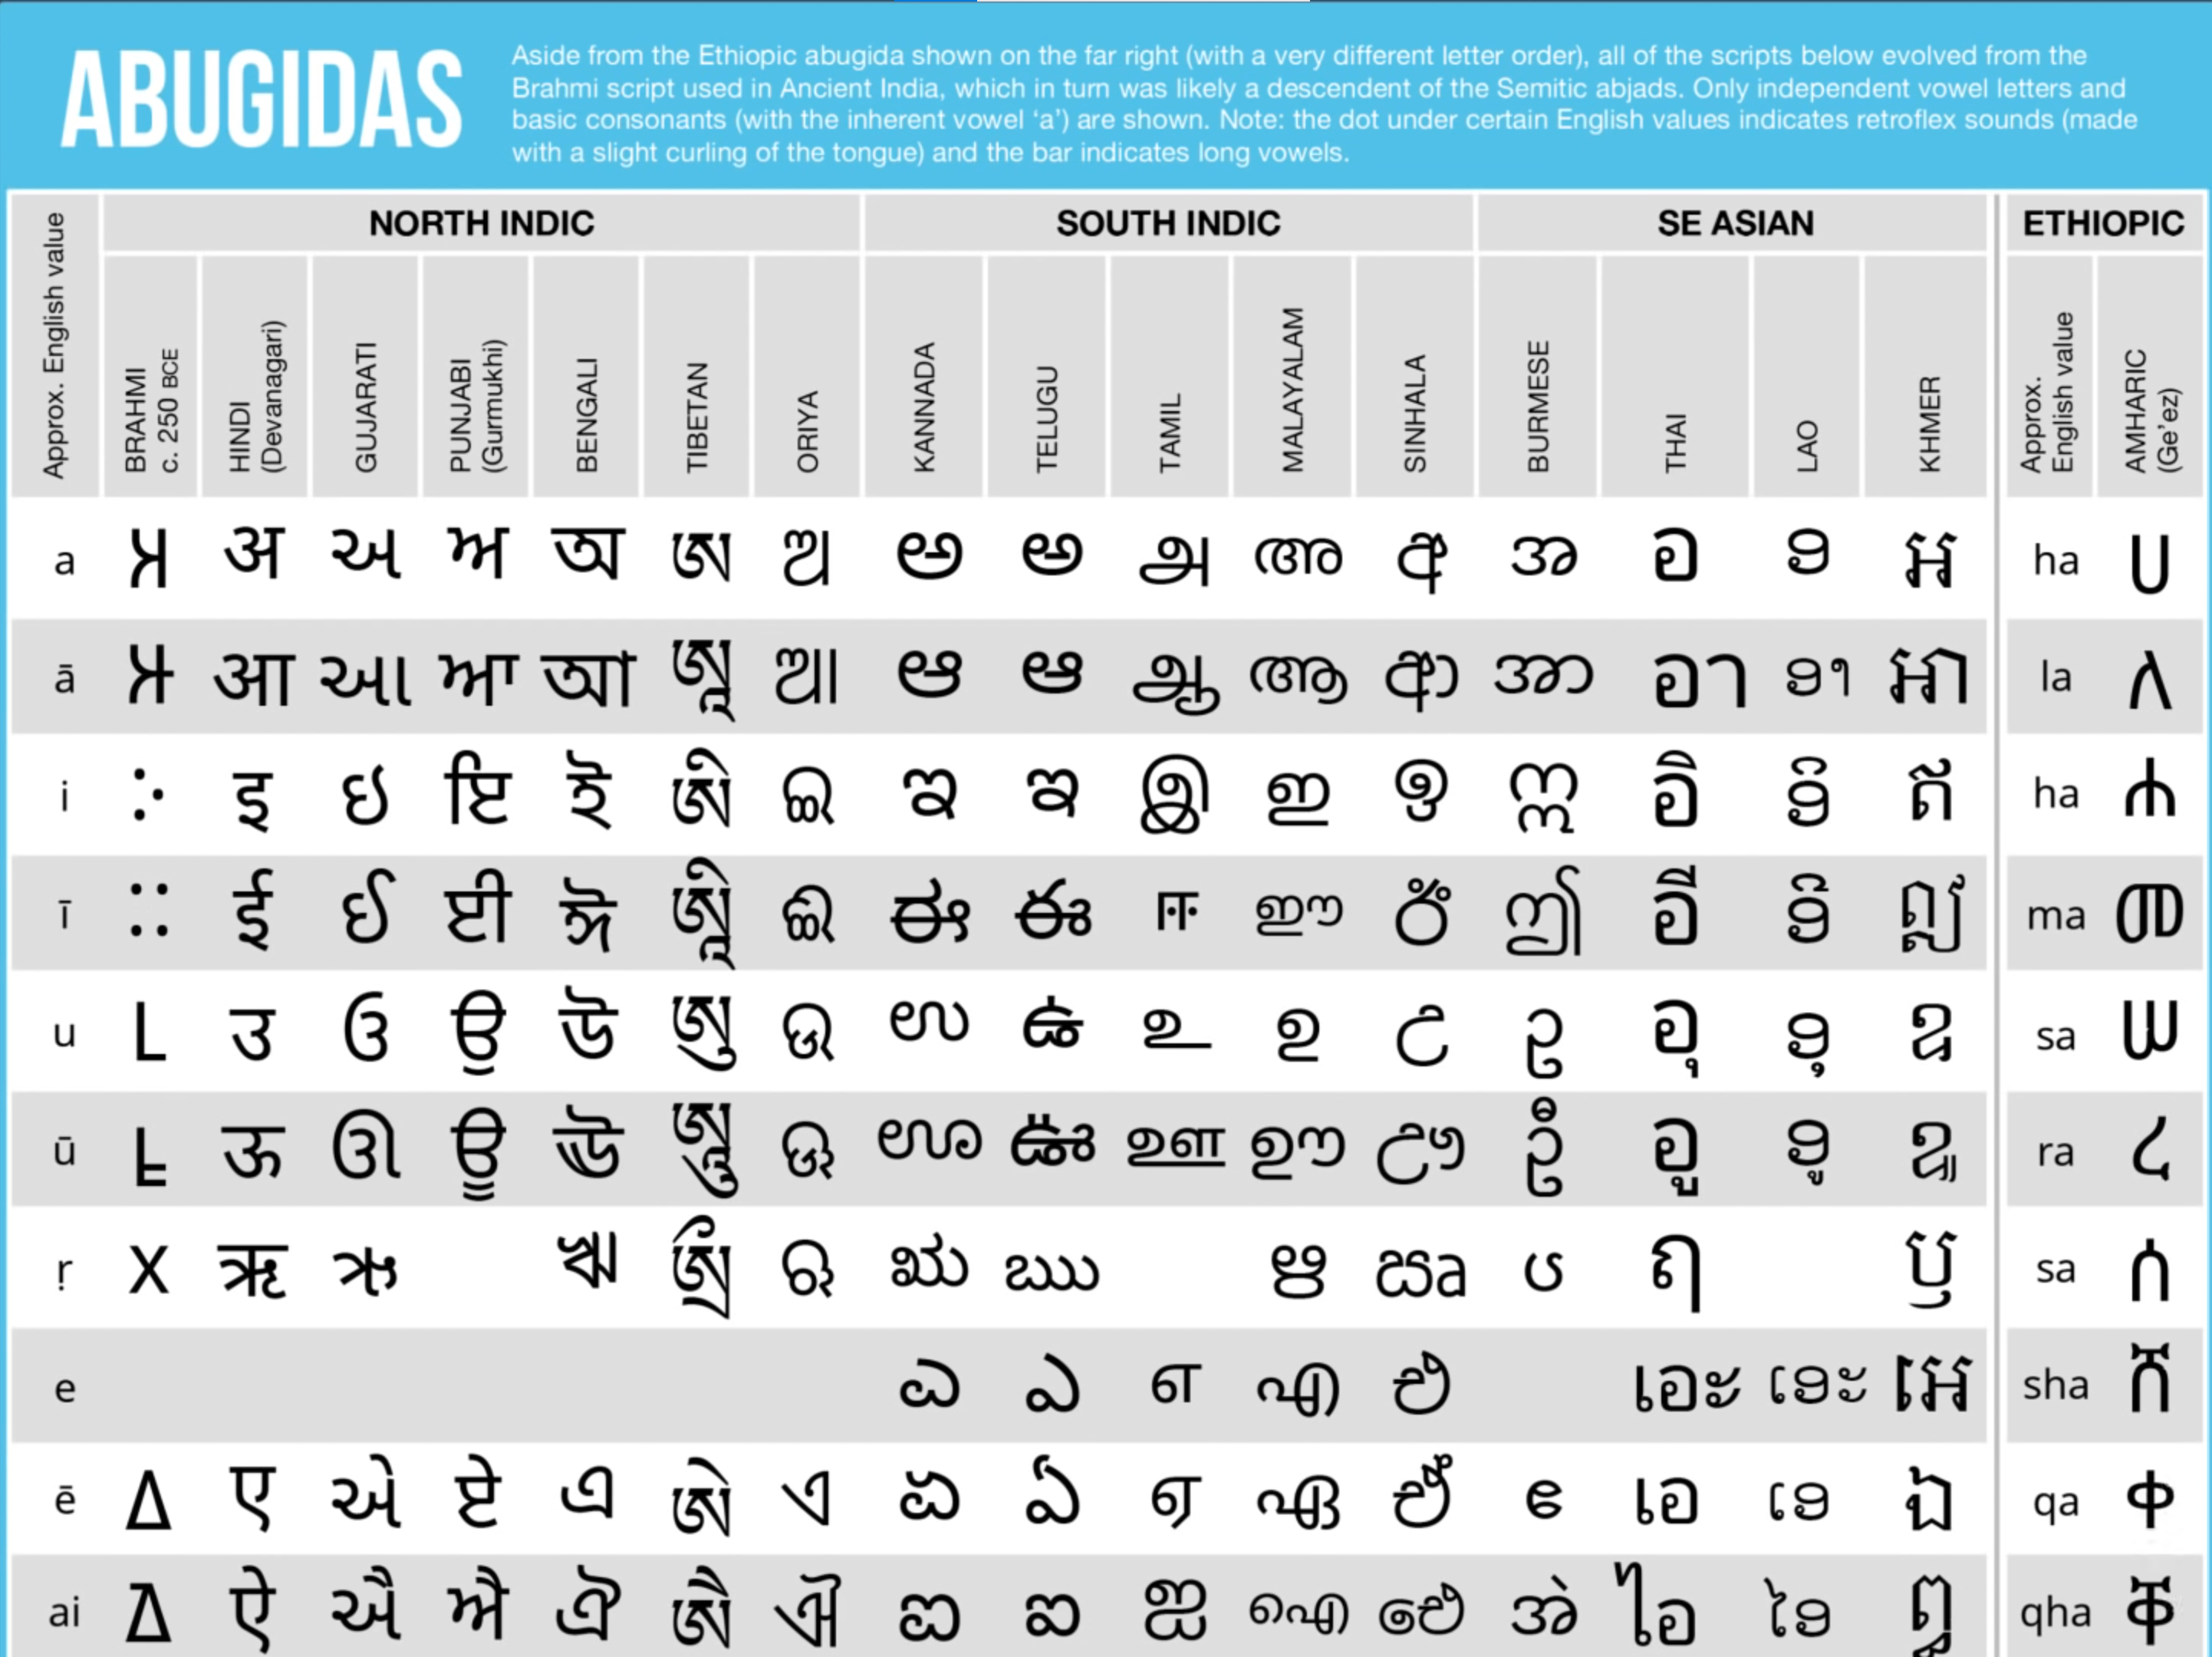 ABUGIDAS
Aside from the Ethiopic abugida shown on the far right (with a very different letter order), all of the scripts below evolved from the
Brahmi script used in Ancient India, which in turn was likely a descendent of the Semitic abjads. Only independent vowel letters and
basic consonants (with the inherent vowel ‘a’) are shown. Note: the dot under certain English values indicates retroflex sounds (made
with a slight curling of the tongue) and the bar indicates long vowels.
NORTH INDIC SOUTH INDIC SE ASIAN ETHIOPIC
Approx. English value
BRAHMI
c. 250 BCE
HINDI
(Devanagari)
GUJARATI
PUNJABI
(Gurmukhi)
BENGALI
TIBETAN
ORIYA
KANNADA
TELUGU
TAMIL
MALAYALAM
SINHALA
BURMESE
THAI
LAO
KHMER
Approx.
English value
AMHARIC
(Ge’ez)
a 𑀅 अ અ ਅ অ ཨ ଅ ಅ అ அ അ අ အ อ ອ អ ha ሀ
ā 𑀆 आ આ ਆ আ ཨཱ ଆ ಆ ఆ ஆ ആ ආ အာ อา ອາ អា la ለ
i 𑀇 इ ઇ ਇ ই ཨི ଇ ಇ ఇ இ ഇ ඉ ဣ อิ ອິ ឥ ha ሐ
ī 𑀈 ई ઈ ਈ ঈ ཨཱི ଈ ಈ ఈ ஈ ഈ ඊ ဤ อี ອີ ឦ ma መ
u 𑀉 उ ઉ ਉ উ ཨུ ଉ ಉ ఉ உ ഉ උ ဥ อุ ອຸ ឧ sa ሠ
ū 𑀊 ऊ ઊ ਊ ঊ ཨཱུ ଊ ಊ ఊ ஊ ഊ ඌ ဦ อู ອູ ឩ ra ረ
ṛ ऋ ઋ ঋ ଋ ಋ ఋ ഋ ඍ ฤ ឫ sa ሰ
e ಎ ఎ எ എ එ เอะ ເອະ អែ sha ሸ
ē 𑀏 ए એ ਏ এ ཨེ ଏ ಏ ఏ ஏ ഏ ඒ ဧ เอ ເອ ឯ qa ቀ
ai 𑀐 ऐ ઐ ਐ ঐ ཨཻ ଐ ಐ ఐ ஐ ഐ ඓ အဲ ไอ ໄອ ឰ qha ቐ